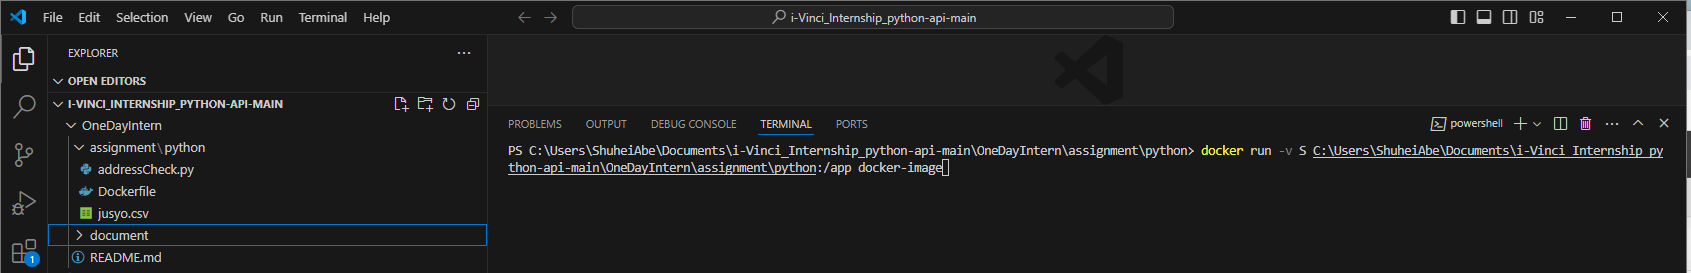 File Edit Selection View Go Run Terminal Help
i-Vinci_Internship_python-api-main
EXPLORER
OPEN EDITORS
I-VINCI_INTERNSHIP_PYTHON-API-MAIN
OneDayIntern
assignment\python
addressCheck.py
Dockerfile
jusyo.csv
document
README.md
1
PROBLEMS OUTPUT DEBUG CONSOLE TERMINAL PORTS
powershell
PS C:\Users\ShuheiAbe\Documents\i-Vinci_Internship_python-api-main\OneDayIntern\assignment\python> docker run -v S C:\Users\ShuheiAbe\Documents\i-Vinci_Internship_py
thon-api-main\OneDayIntern\assignment\python:/app docker-image